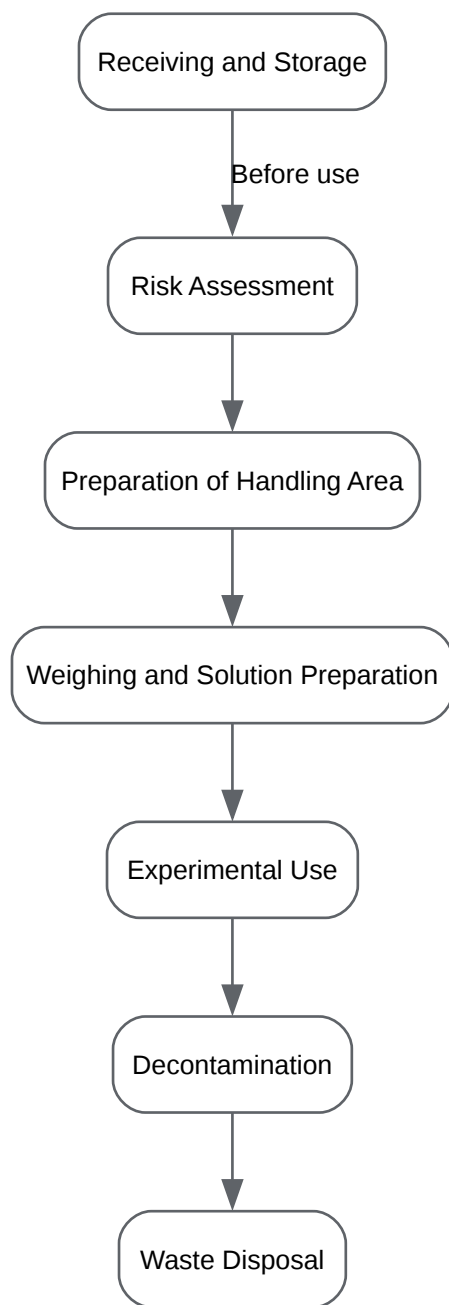 Receiving and Storage
Before use
Risk Assessment
Preparation of Handling Area
Weighing and Solution Preparation
Experimental Use
Decontamination
Waste Disposal